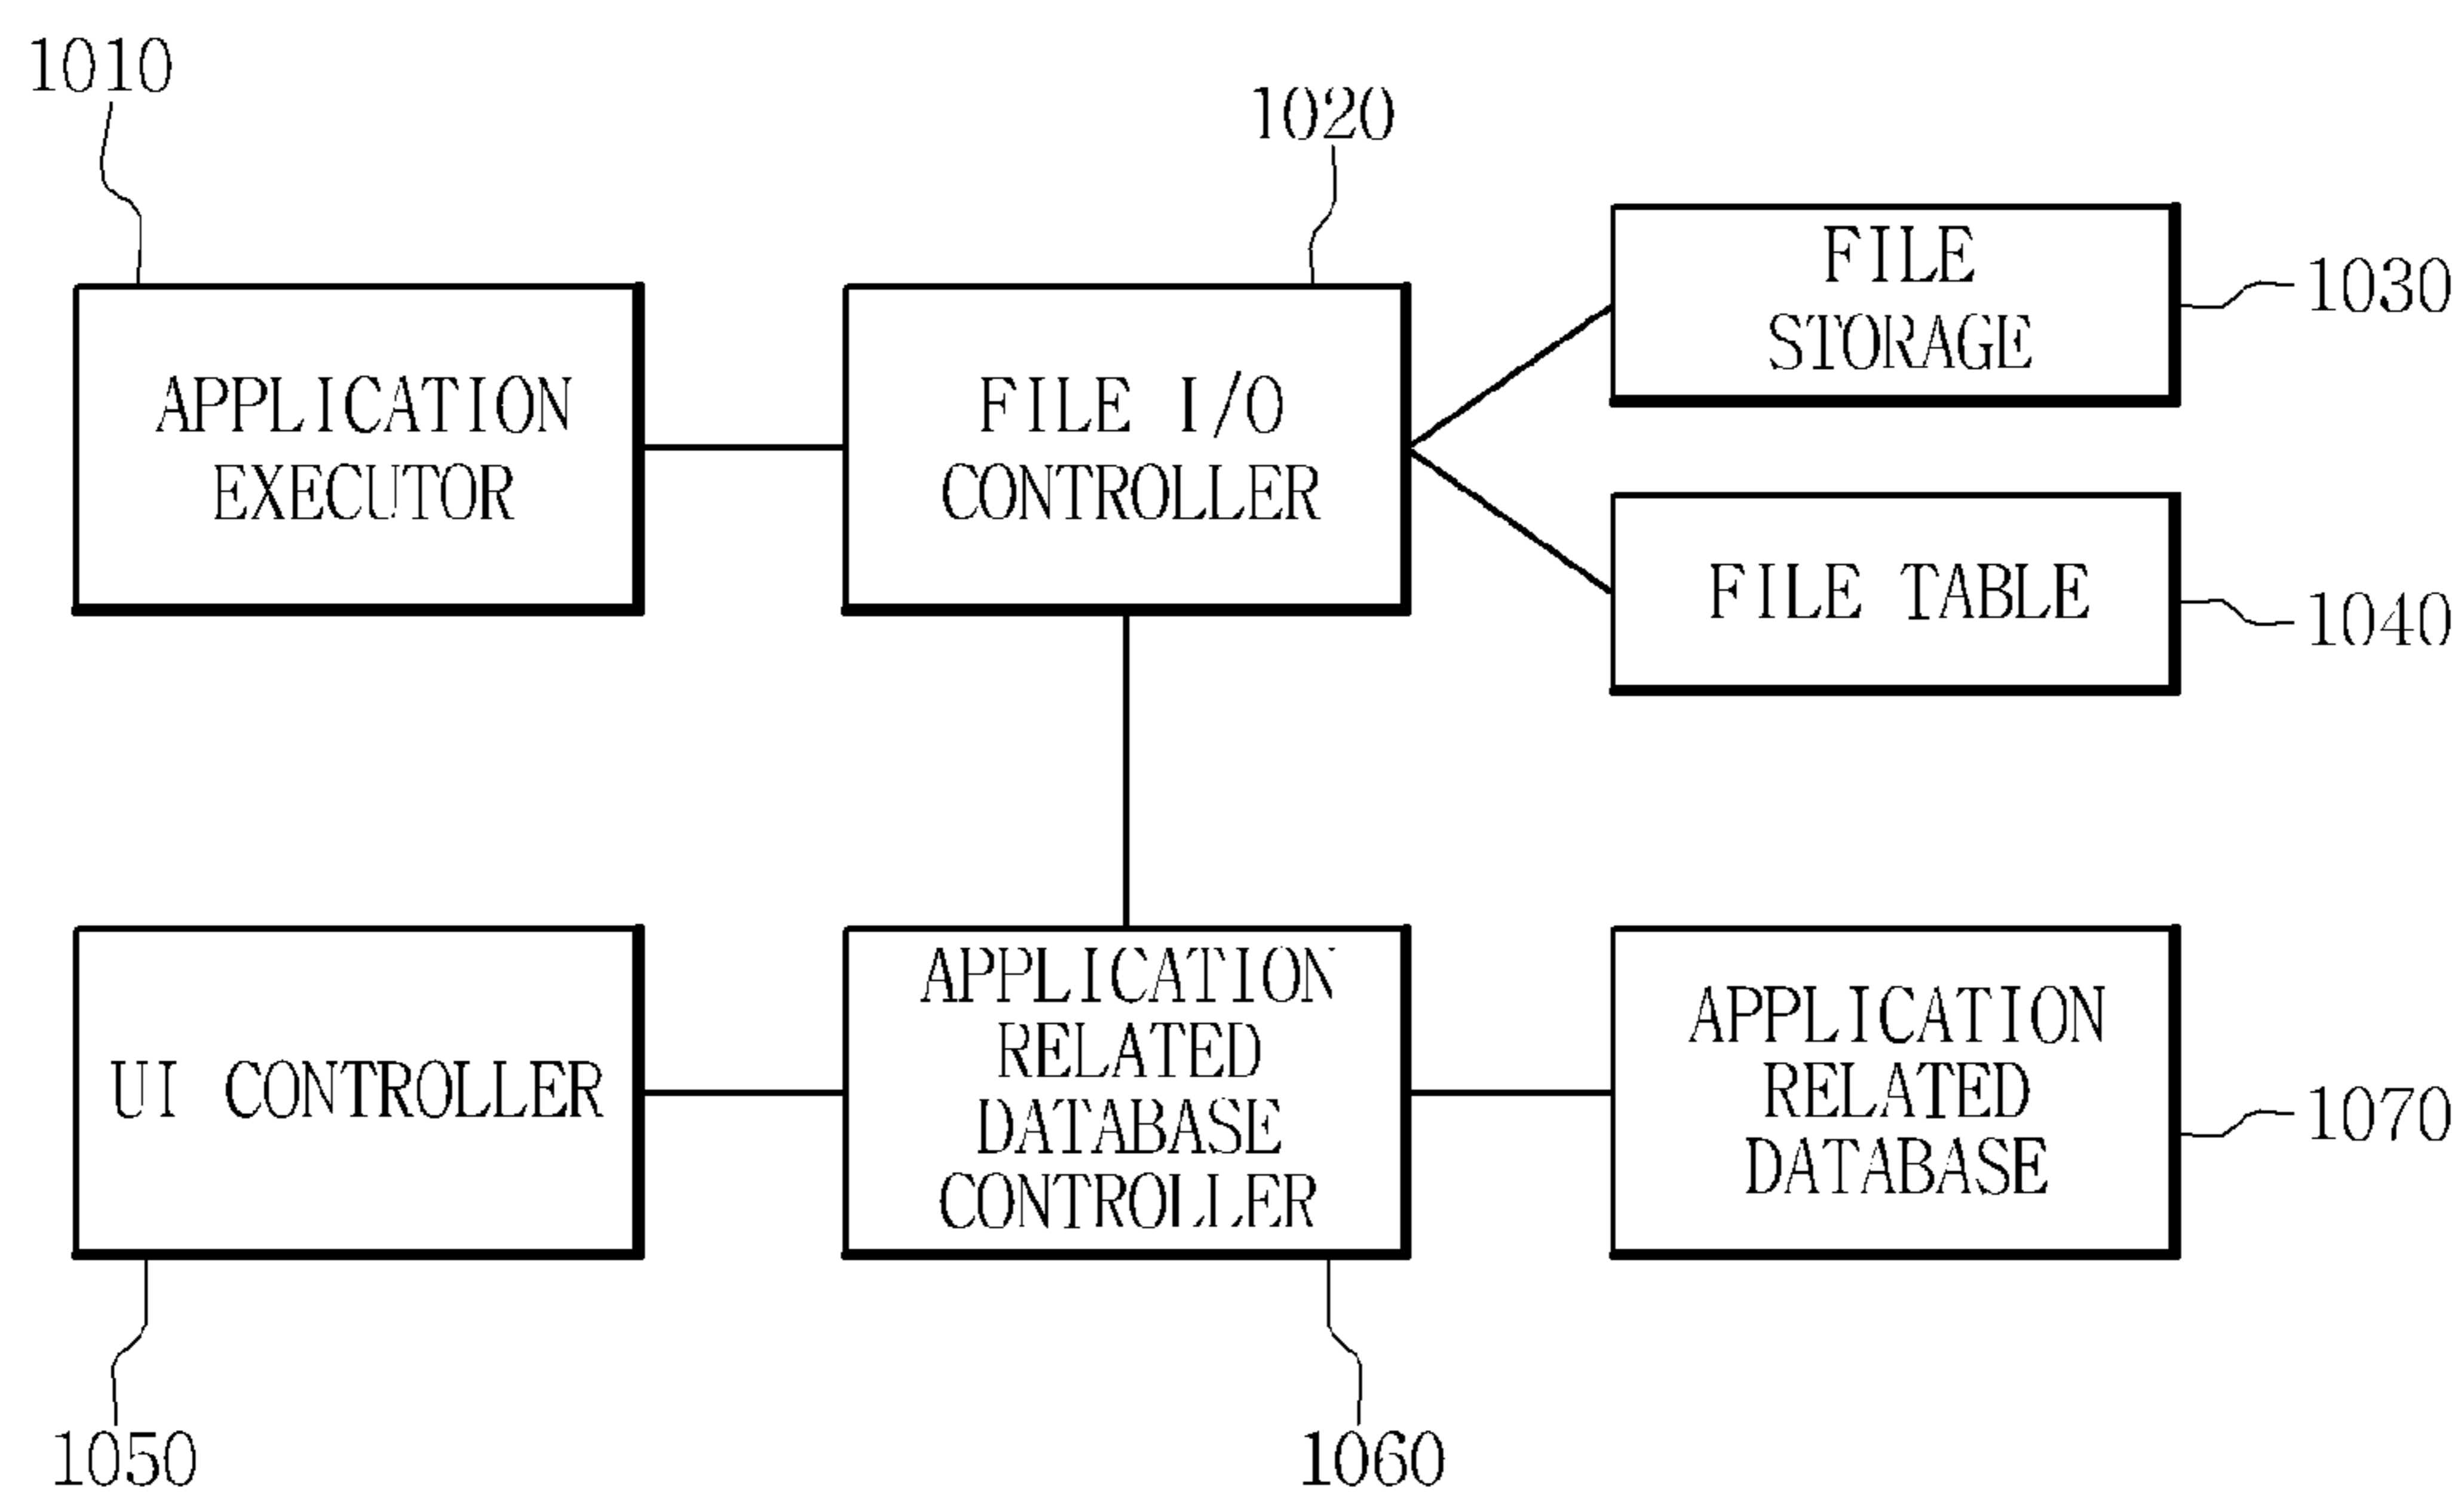 1010
1020
APPLICATION
EXECUTOR
FILE I/O
CONTROLLER
FILE
STORAGE
1030
FILE TABLE
1040
UI CONTROLLER
APPLICATION
RELATED
DATABASE
CONTROLLER
APPLICATION
RELATED
DATABASE
1070
1050
1060